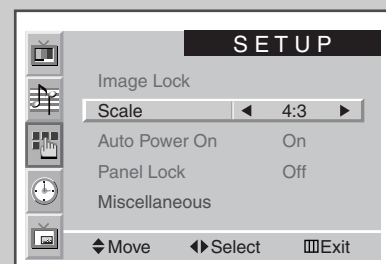 SETUP
Image Lock
Scale ◀ 4:3 ▶
Auto Power On On
Panel Lock Off
Miscellaneous
Move Select Exit